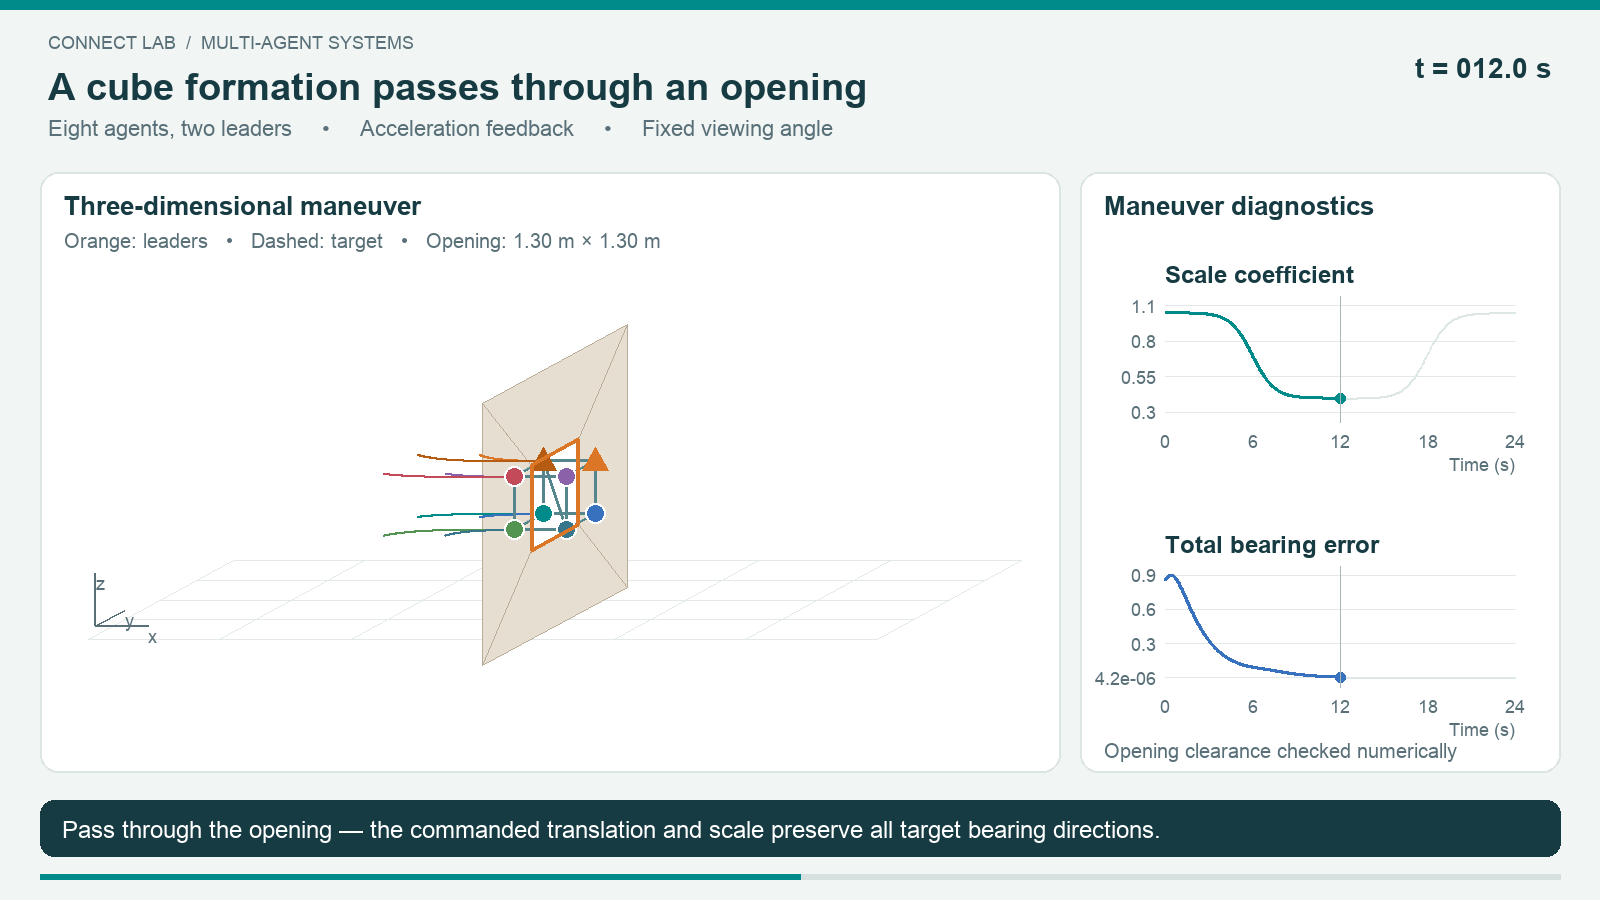 CONNECT LAB / MULTI-AGENT SYSTEMS
t = 012.0 s
A cube formation passes through an opening
Eight agents, two leaders • Acceleration feedback • Fixed viewing angle
Three-dimensional maneuver
Orange: leaders • Dashed: target • Opening: 1.30 m × 1.30 m
z
y
x
Maneuver diagnostics
Scale coefficient
1.1
0.8
0.55
0.3
0 6 12 18 24
Time (s)
Total bearing error
0.9
0.6
0.3
4.2e-06
0 6 12 18 24
Time (s)
Opening clearance checked numerically
Pass through the opening — the commanded translation and scale preserve all target bearing directions.